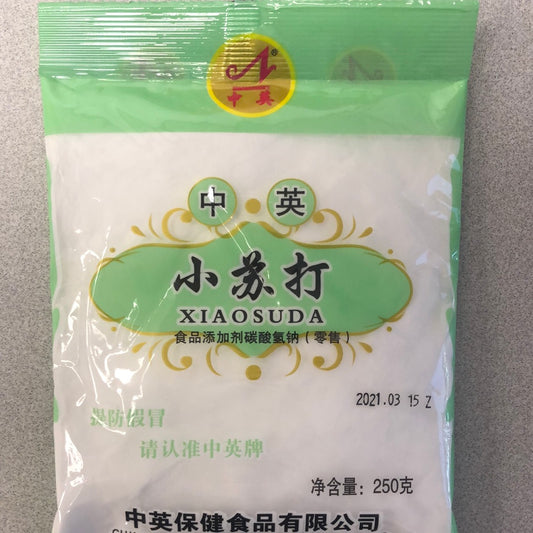 中英
中 英
小苏打
XIAOSUDA
食品添加剂碳酸氢钠（零售）
2021.03 15 Z
提防假冒
请认准中英牌
净含量：250克
中英保健食品有限公司